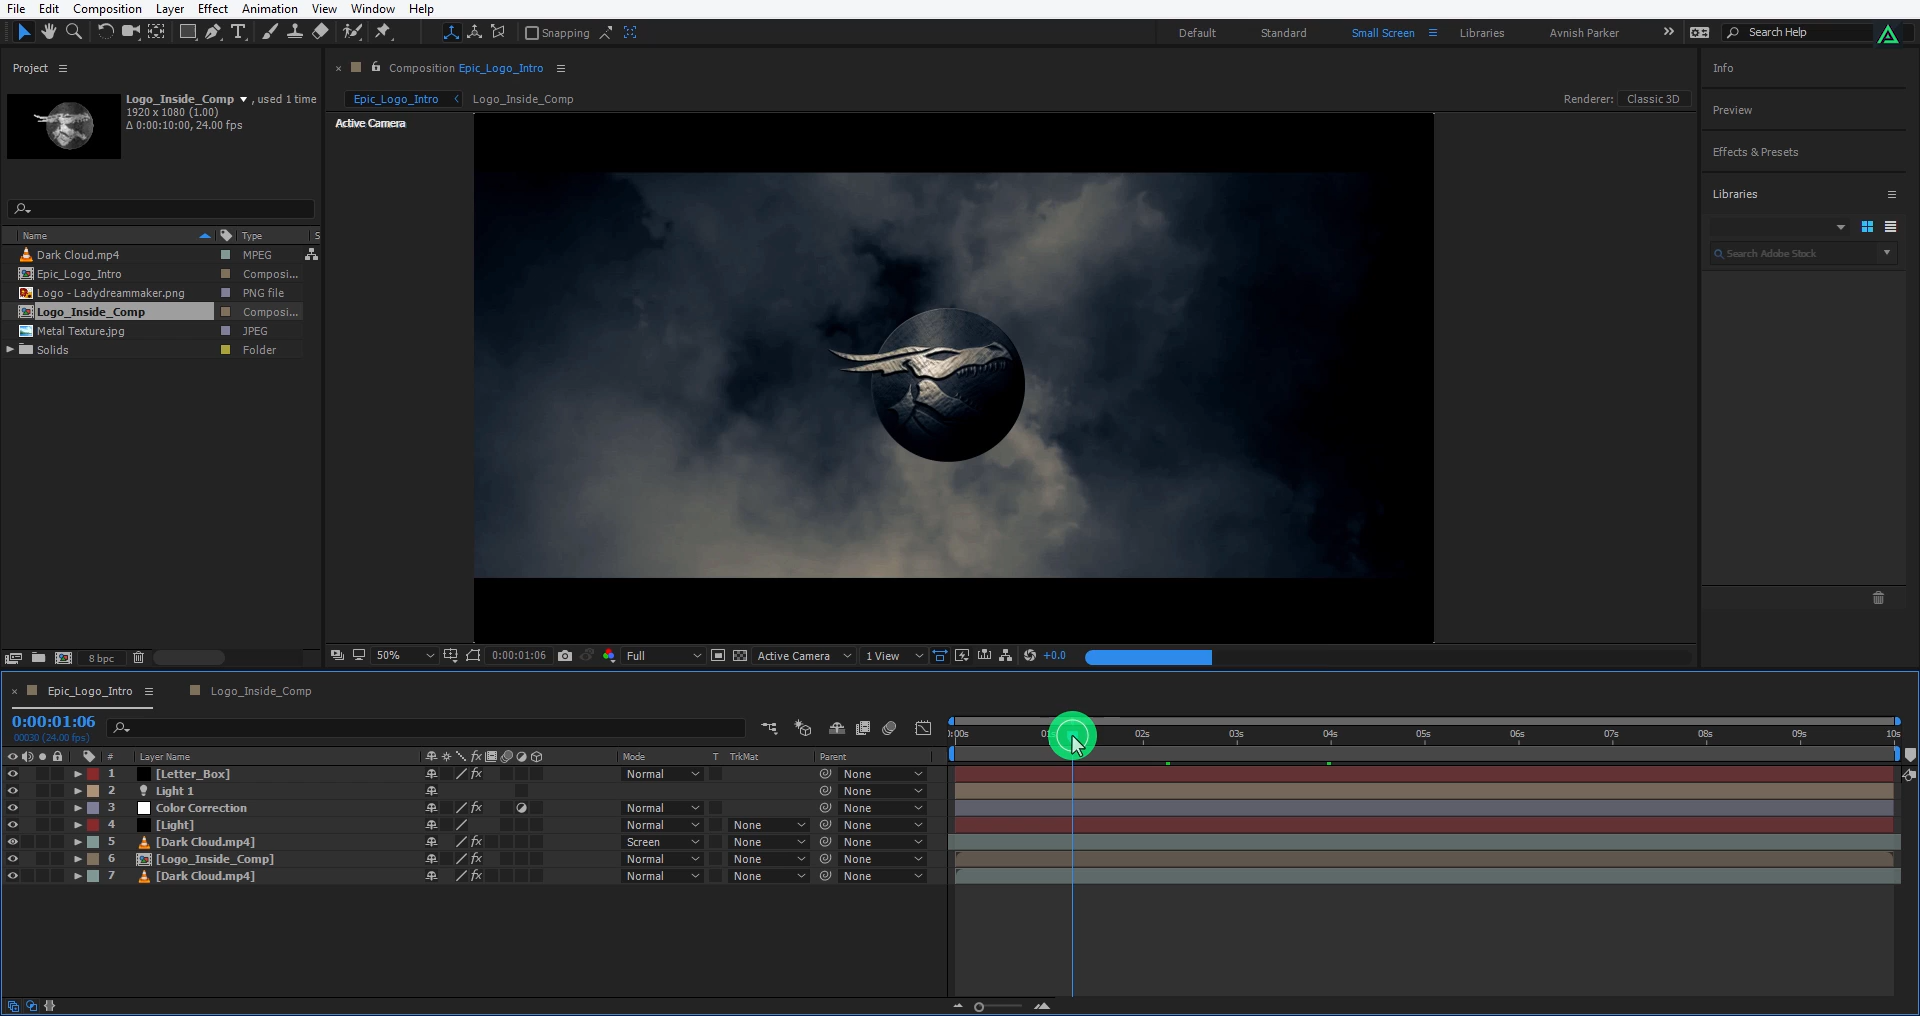 File Edit Composition Layer Effect Animation View Window Help
Snapping
Default Standard Small Screen Libraries Avnish Parker Search Help
Project
Logo_Inside_Comp , used 1 time
1920 x 1080 (1.00)
Δ 0:00:10:00, 24.00 fps
Name Type S
Dark Cloud.mp4 MPEG
Epic_Logo_Intro Composi...
Logo - Ladydreammaker.png PNG file
Logo_Inside_Comp Composi...
Metal Texture.jpg JPEG
Solids Folder
8 bpc
× Composition Epic_Logo_Intro
Epic_Logo_Intro Logo_Inside_Comp
Renderer: Classic 3D
Active Camera
50% 0:00:01:06 Full Active Camera 1 View +0.0
Info
Preview
Effects & Presets
Libraries
Search Adobe Stock
× Epic_Logo_Intro Logo_Inside_Comp
0:00:01:06
00030 (24.00 fps)
# Layer Name fx Mode T TrkMat Parent
1 [Letter_Box] fx Normal None
2 Light 1 None
3 Color Correction fx Normal None
4 [Light] Normal None None
5 [Dark Cloud.mp4] fx Screen None None
6 [Logo_Inside_Comp] fx Normal None None
7 [Dark Cloud.mp4] fx Normal None None
:00s 02s 03s 04s 05s 06s 07s 08s 09s 10s